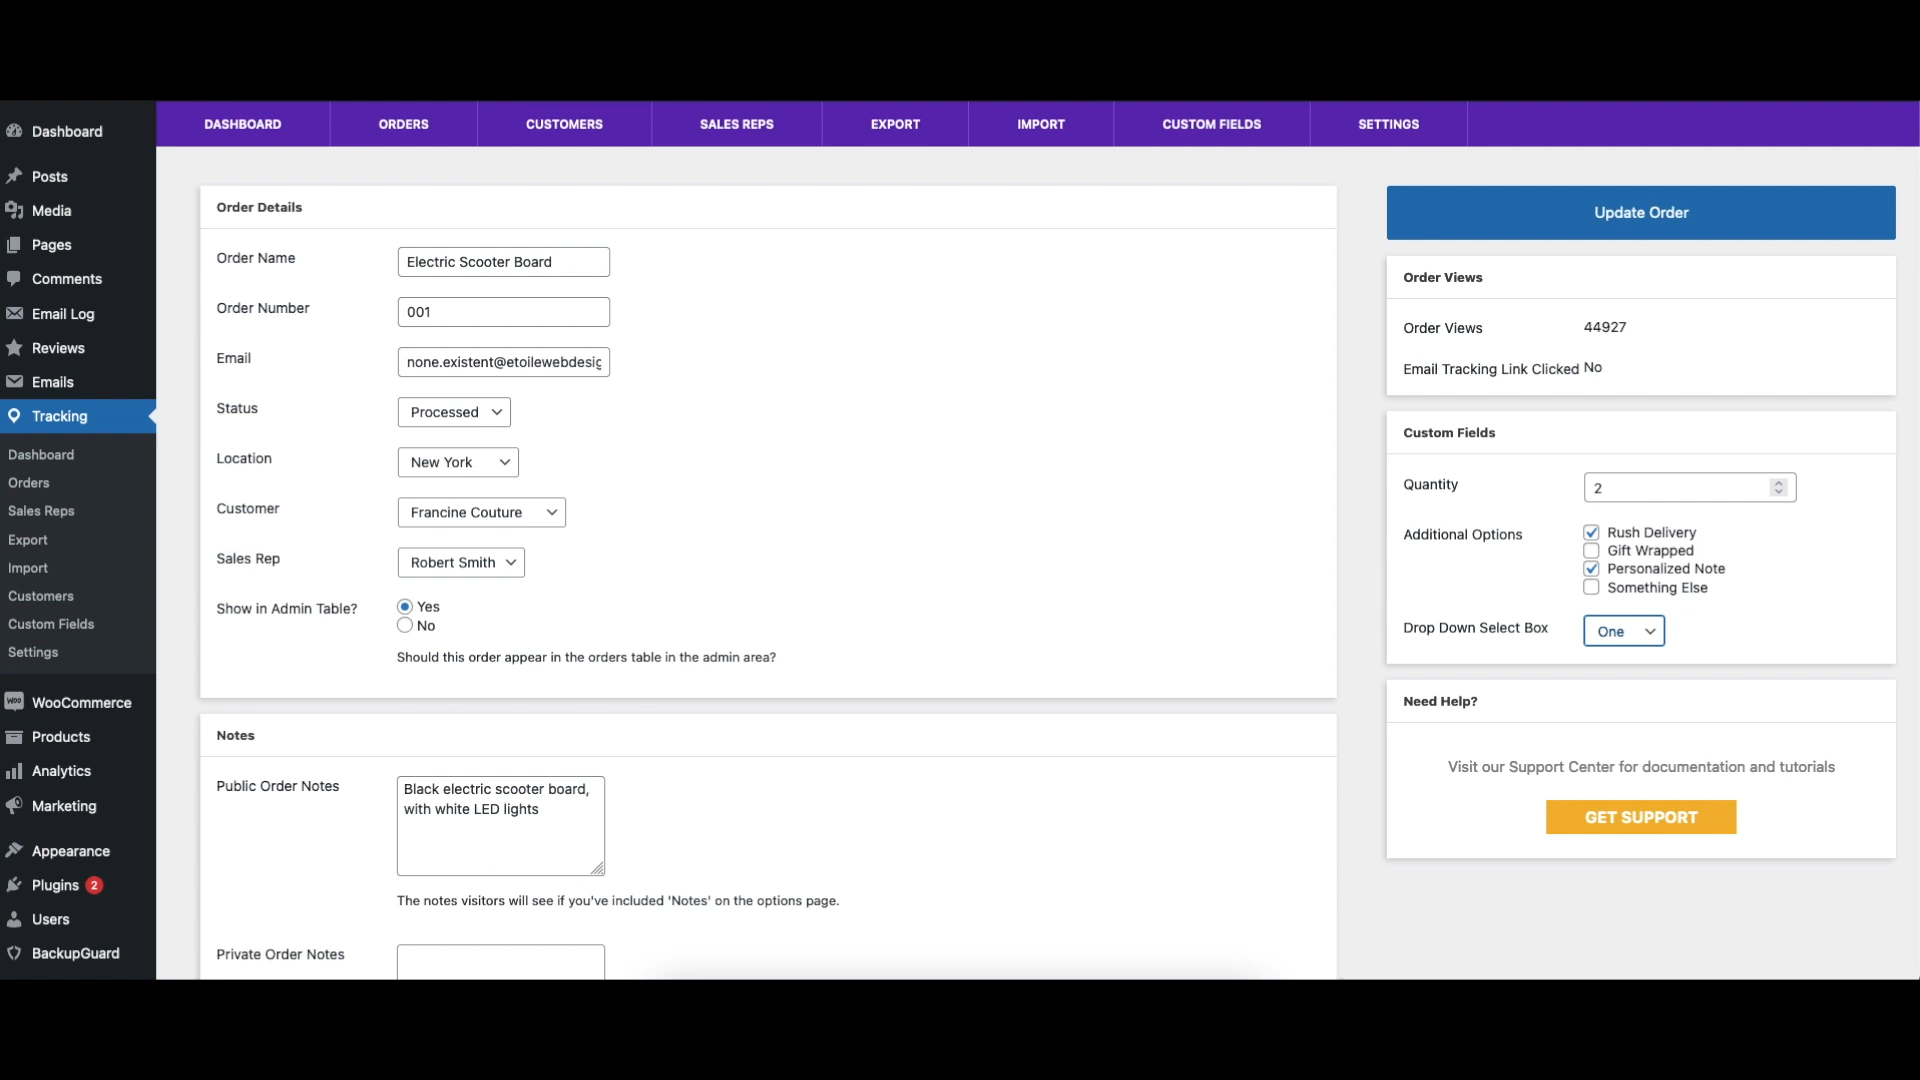 Dashboard
Posts
Media
Pages
Comments
Email Log
Reviews
Emails
Tracking
Dashboard
Orders
Sales Reps
Export
Import
Customers
Custom Fields
Settings
WOO WooCommerce
Products
Analytics
Marketing
Appearance
Plugins 2
Users
BackupGuard
DASHBOARD ORDERS CUSTOMERS SALES REPS EXPORT IMPORT CUSTOM FIELDS SETTINGS
Order Details
Order Name Electric Scooter Board
Order Number 001
Email none.existent@etoilewebdesig
Status Processed
Location New York
Customer Francine Couture
Sales Rep Robert Smith
Show in Admin Table? Yes
No
Should this order appear in the orders table in the admin area?
Notes
Public Order Notes Black electric scooter board,
with white LED lights
The notes visitors will see if you've included 'Notes' on the options page.
Private Order Notes
Update Order
Order Views
Order Views 44927
Email Tracking Link Clicked No
Custom Fields
Quantity 2
Additional Options Rush Delivery
Gift Wrapped
Personalized Note
Something Else
Drop Down Select Box One
Need Help?
Visit our Support Center for documentation and tutorials
GET SUPPORT